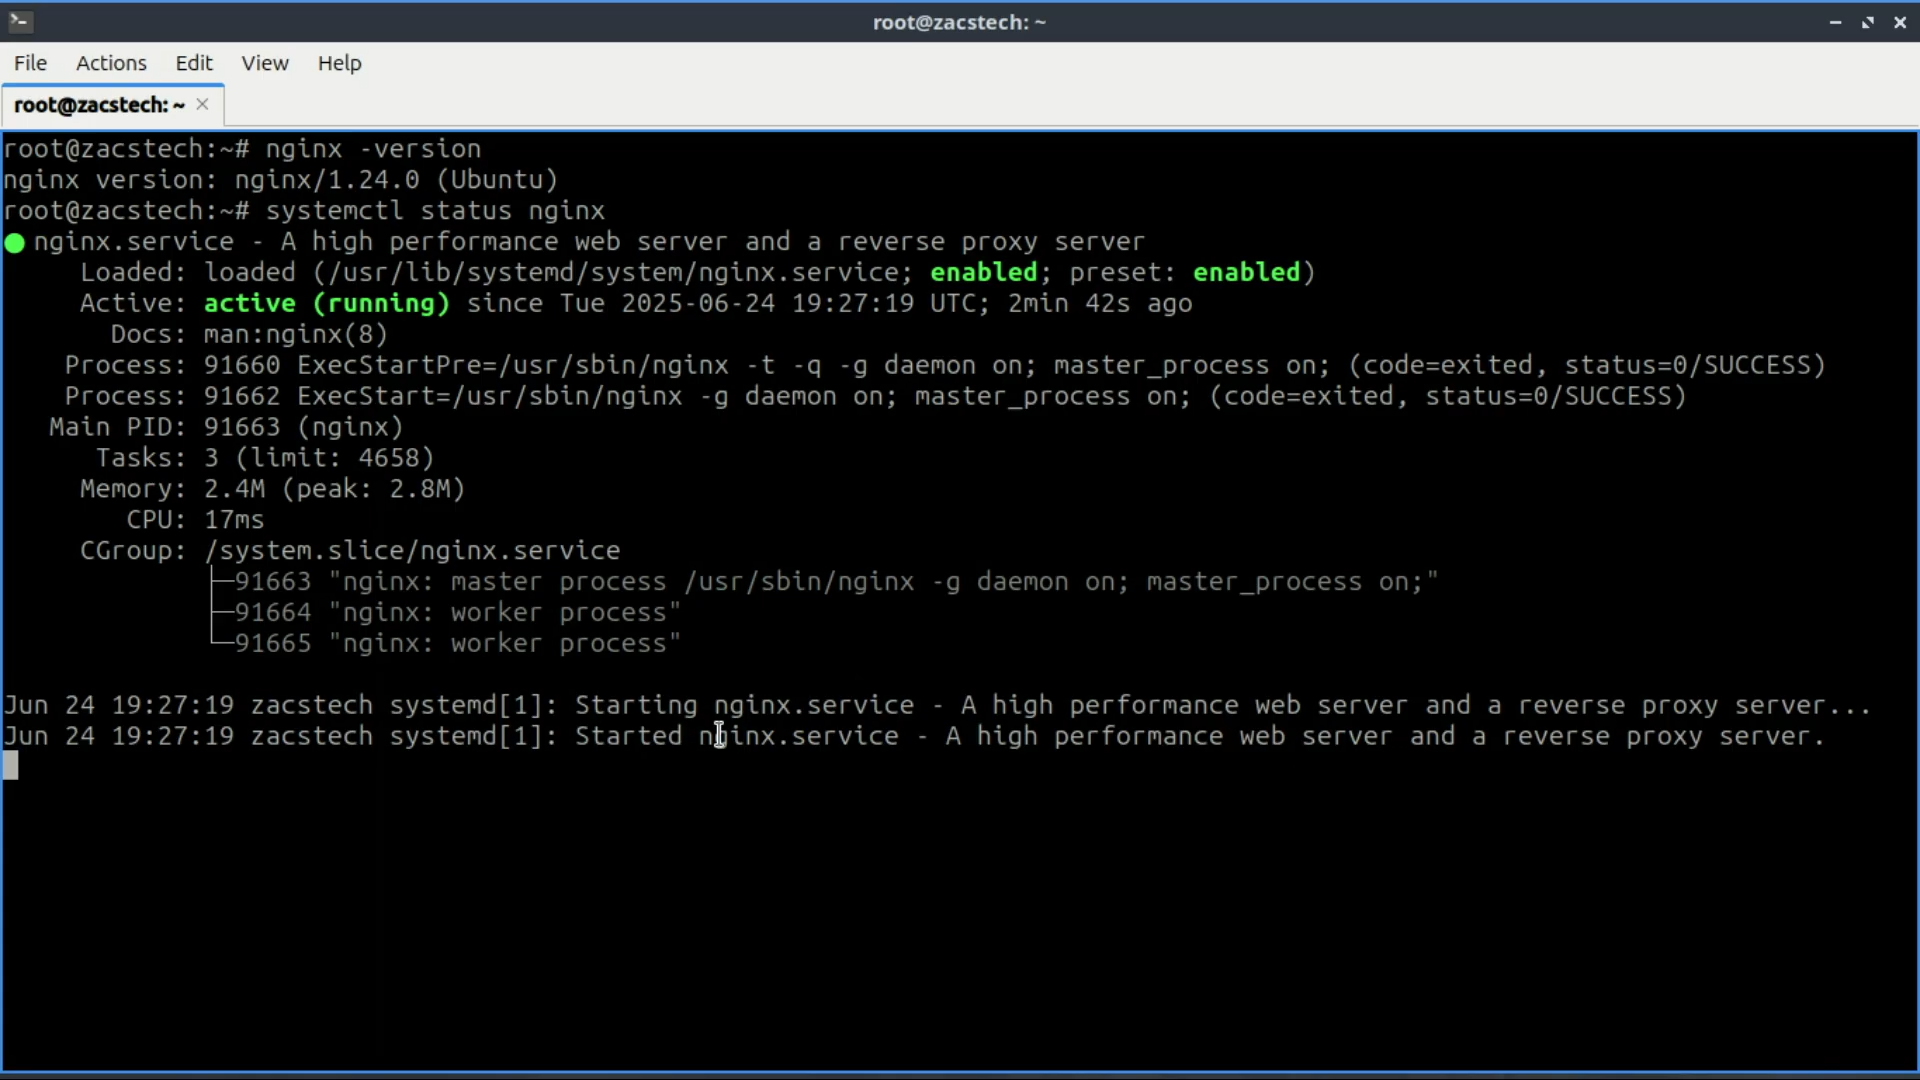 root@zacstech: ~
File Actions Edit View Help
root@zacstech: ~
root@zacstech:~# nginx -version
nginx version: nginx/1.24.0 (Ubuntu)
root@zacstech:~# systemctl status nginx
● nginx.service - A high performance web server and a reverse proxy server
Loaded: loaded (/usr/lib/systemd/system/nginx.service; enabled; preset: enabled)
Active: active (running) since Tue 2025-06-24 19:27:19 UTC; 2min 42s ago
Docs: man:nginx(8)
Process: 91660 ExecStartPre=/usr/sbin/nginx -t -q -g daemon on; master_process on; (code=exited, status=0/SUCCESS)
Process: 91662 ExecStart=/usr/sbin/nginx -g daemon on; master_process on; (code=exited, status=0/SUCCESS)
Main PID: 91663 (nginx)
Tasks: 3 (limit: 4658)
Memory: 2.4M (peak: 2.8M)
CPU: 17ms
CGroup: /system.slice/nginx.service
├─91663 "nginx: master process /usr/sbin/nginx -g daemon on; master_process on;"
├─91664 "nginx: worker process"
└─91665 "nginx: worker process"
Jun 24 19:27:19 zacstech systemd[1]: Starting nginx.service - A high performance web server and a reverse proxy server...
Jun 24 19:27:19 zacstech systemd[1]: Started nginx.service - A high performance web server and a reverse proxy server.